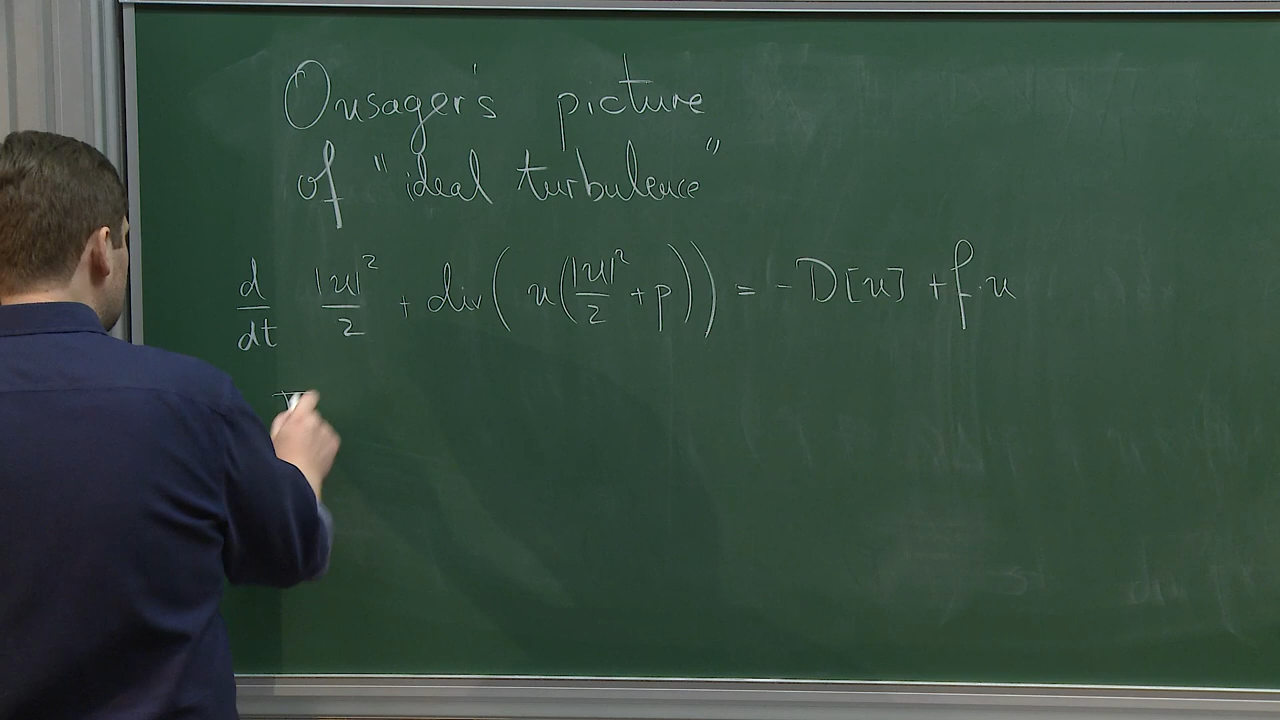 Onsager's picture
of "ideal turbulence"
d/dt |u|²/2 + div( u( |u|²/2 + p ) ) = - D[u] + f·u